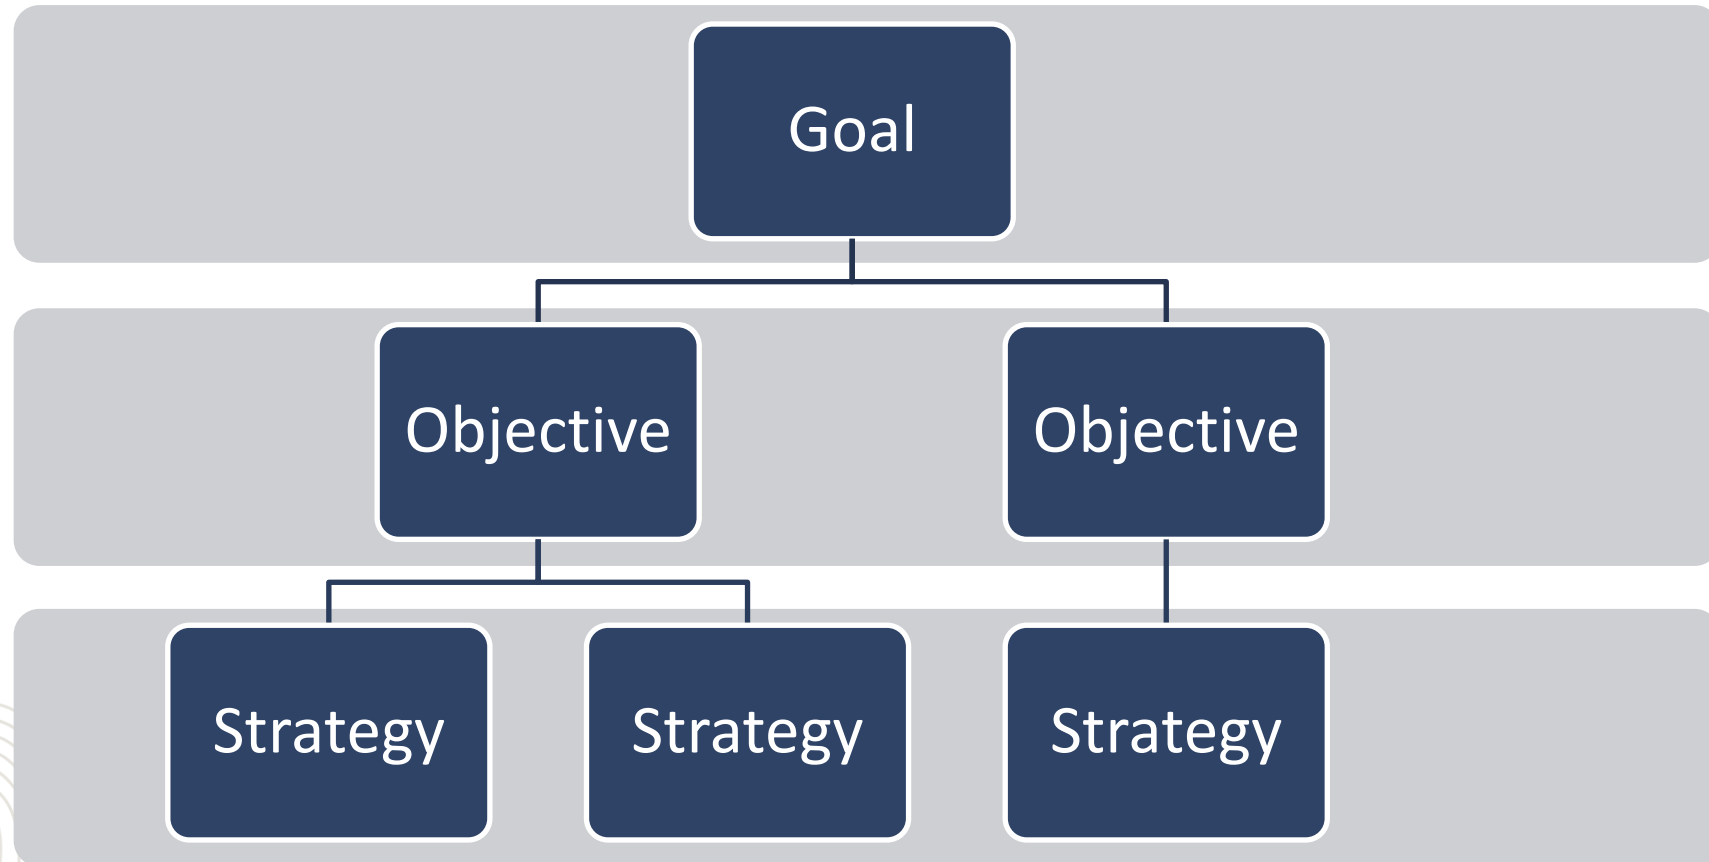 Goal
Objective
Objective
Strategy
Strategy
Strategy